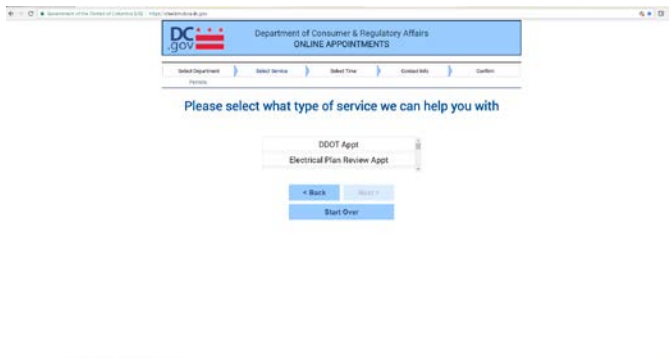 DC
.gov
Department of Consumer & Regulatory Affairs
ONLINE APPOINTMENTS
Select Department
Select Service
Select Time
Contact Info
Confirm
Permits
Please select what type of service we can help you with
DDOT Appt
Electrical Plan Review Appt
< Back
Next >
Start Over